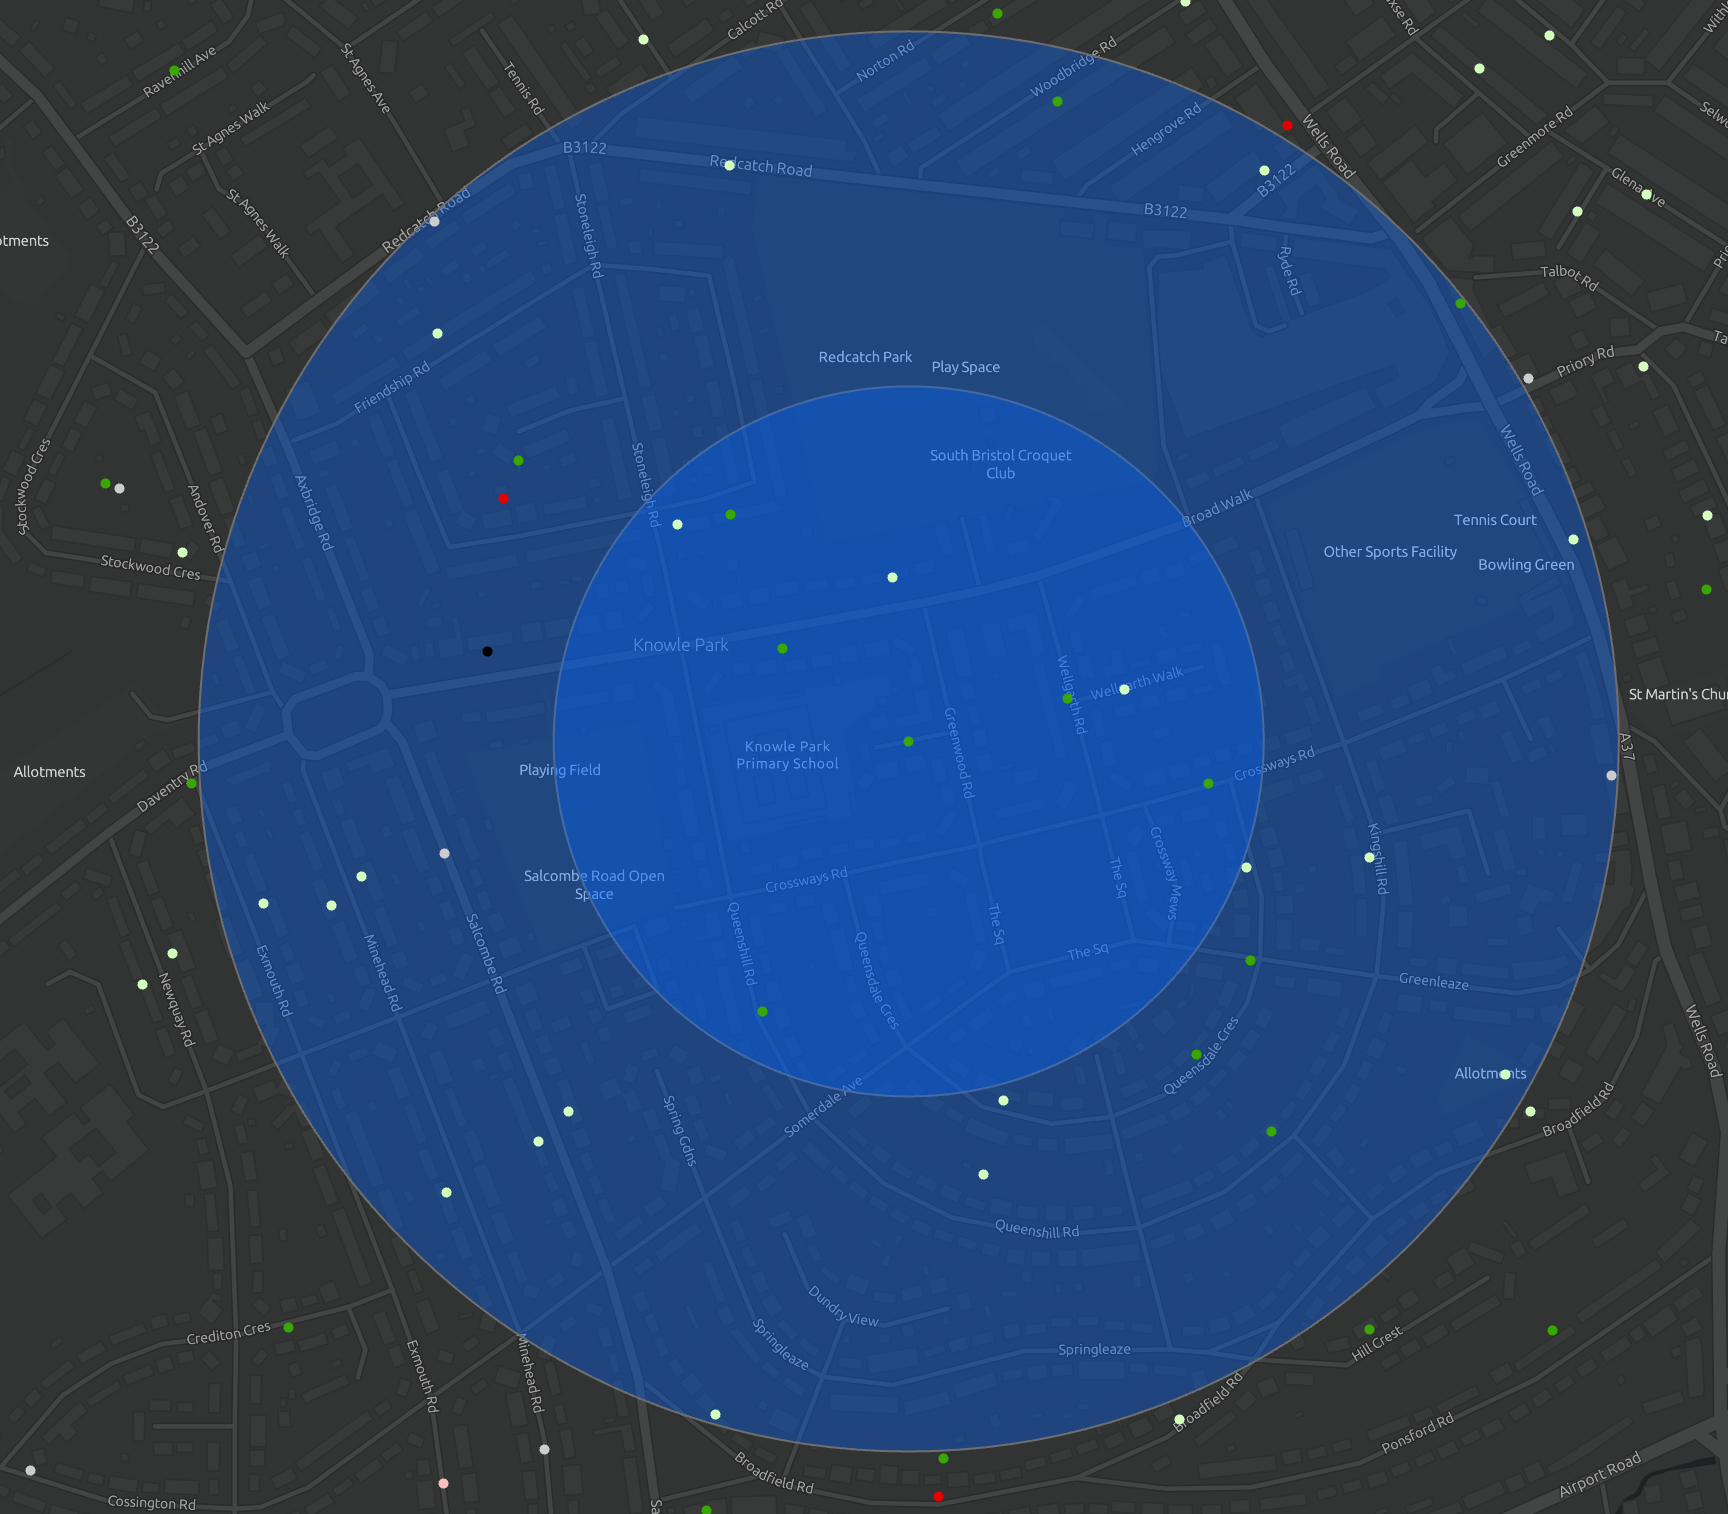 Calcott Rd
Norton Rd
Woodbridge Rd
Ravenhill Ave
St Agnes Ave
Tennis Rd
St Agnes Walk
Hengrove Rd
Wells Road
Greenmore Rd
B3122
Redcatch Road
B3122
B3122
Glena Ave
St Agnes Walk
Redcatch Road
B3122
Stoneleigh Rd
Ryde Rd
Talbot Rd
Redcatch Park
Play Space
Priory Rd
Friendship Rd
Stockwood Cres
Andover Rd
Axbridge Rd
Stoneleigh Rd
South Bristol Croquet
Club
Broad Walk
Wells Road
Tennis Court
Other Sports Facility
Bowling Green
Stockwood Cres
Knowle Park
Wellgarth Rd
Wellgarth Walk
Greenwood Rd
Knowle Park
Primary School
Playing Field
Allotments
Daventry Rd
Crossways Rd
A37
Salcombe Road Open
Space
Crossways Rd
The Sq
Crossway Mews
Kingshill Rd
Exmouth Rd
Minehead Rd
Salcombe Rd
Queenshill Rd
Queensdale Cres
The Sq
The Sq
Greenleaze
Newquay Rd
Queensdale Cres
Wells Road
Allotments
Broadfield Rd
Spring Gdns
Somerdale Ave
Queenshill Rd
Dundry View
Springleaze
Springleaze
Hill Crest
Crediton Cres
Exmouth Rd
Minehead Rd
Broadfield Rd
Broadfield Rd
Ponsford Rd
Airport Road
Cossington Rd